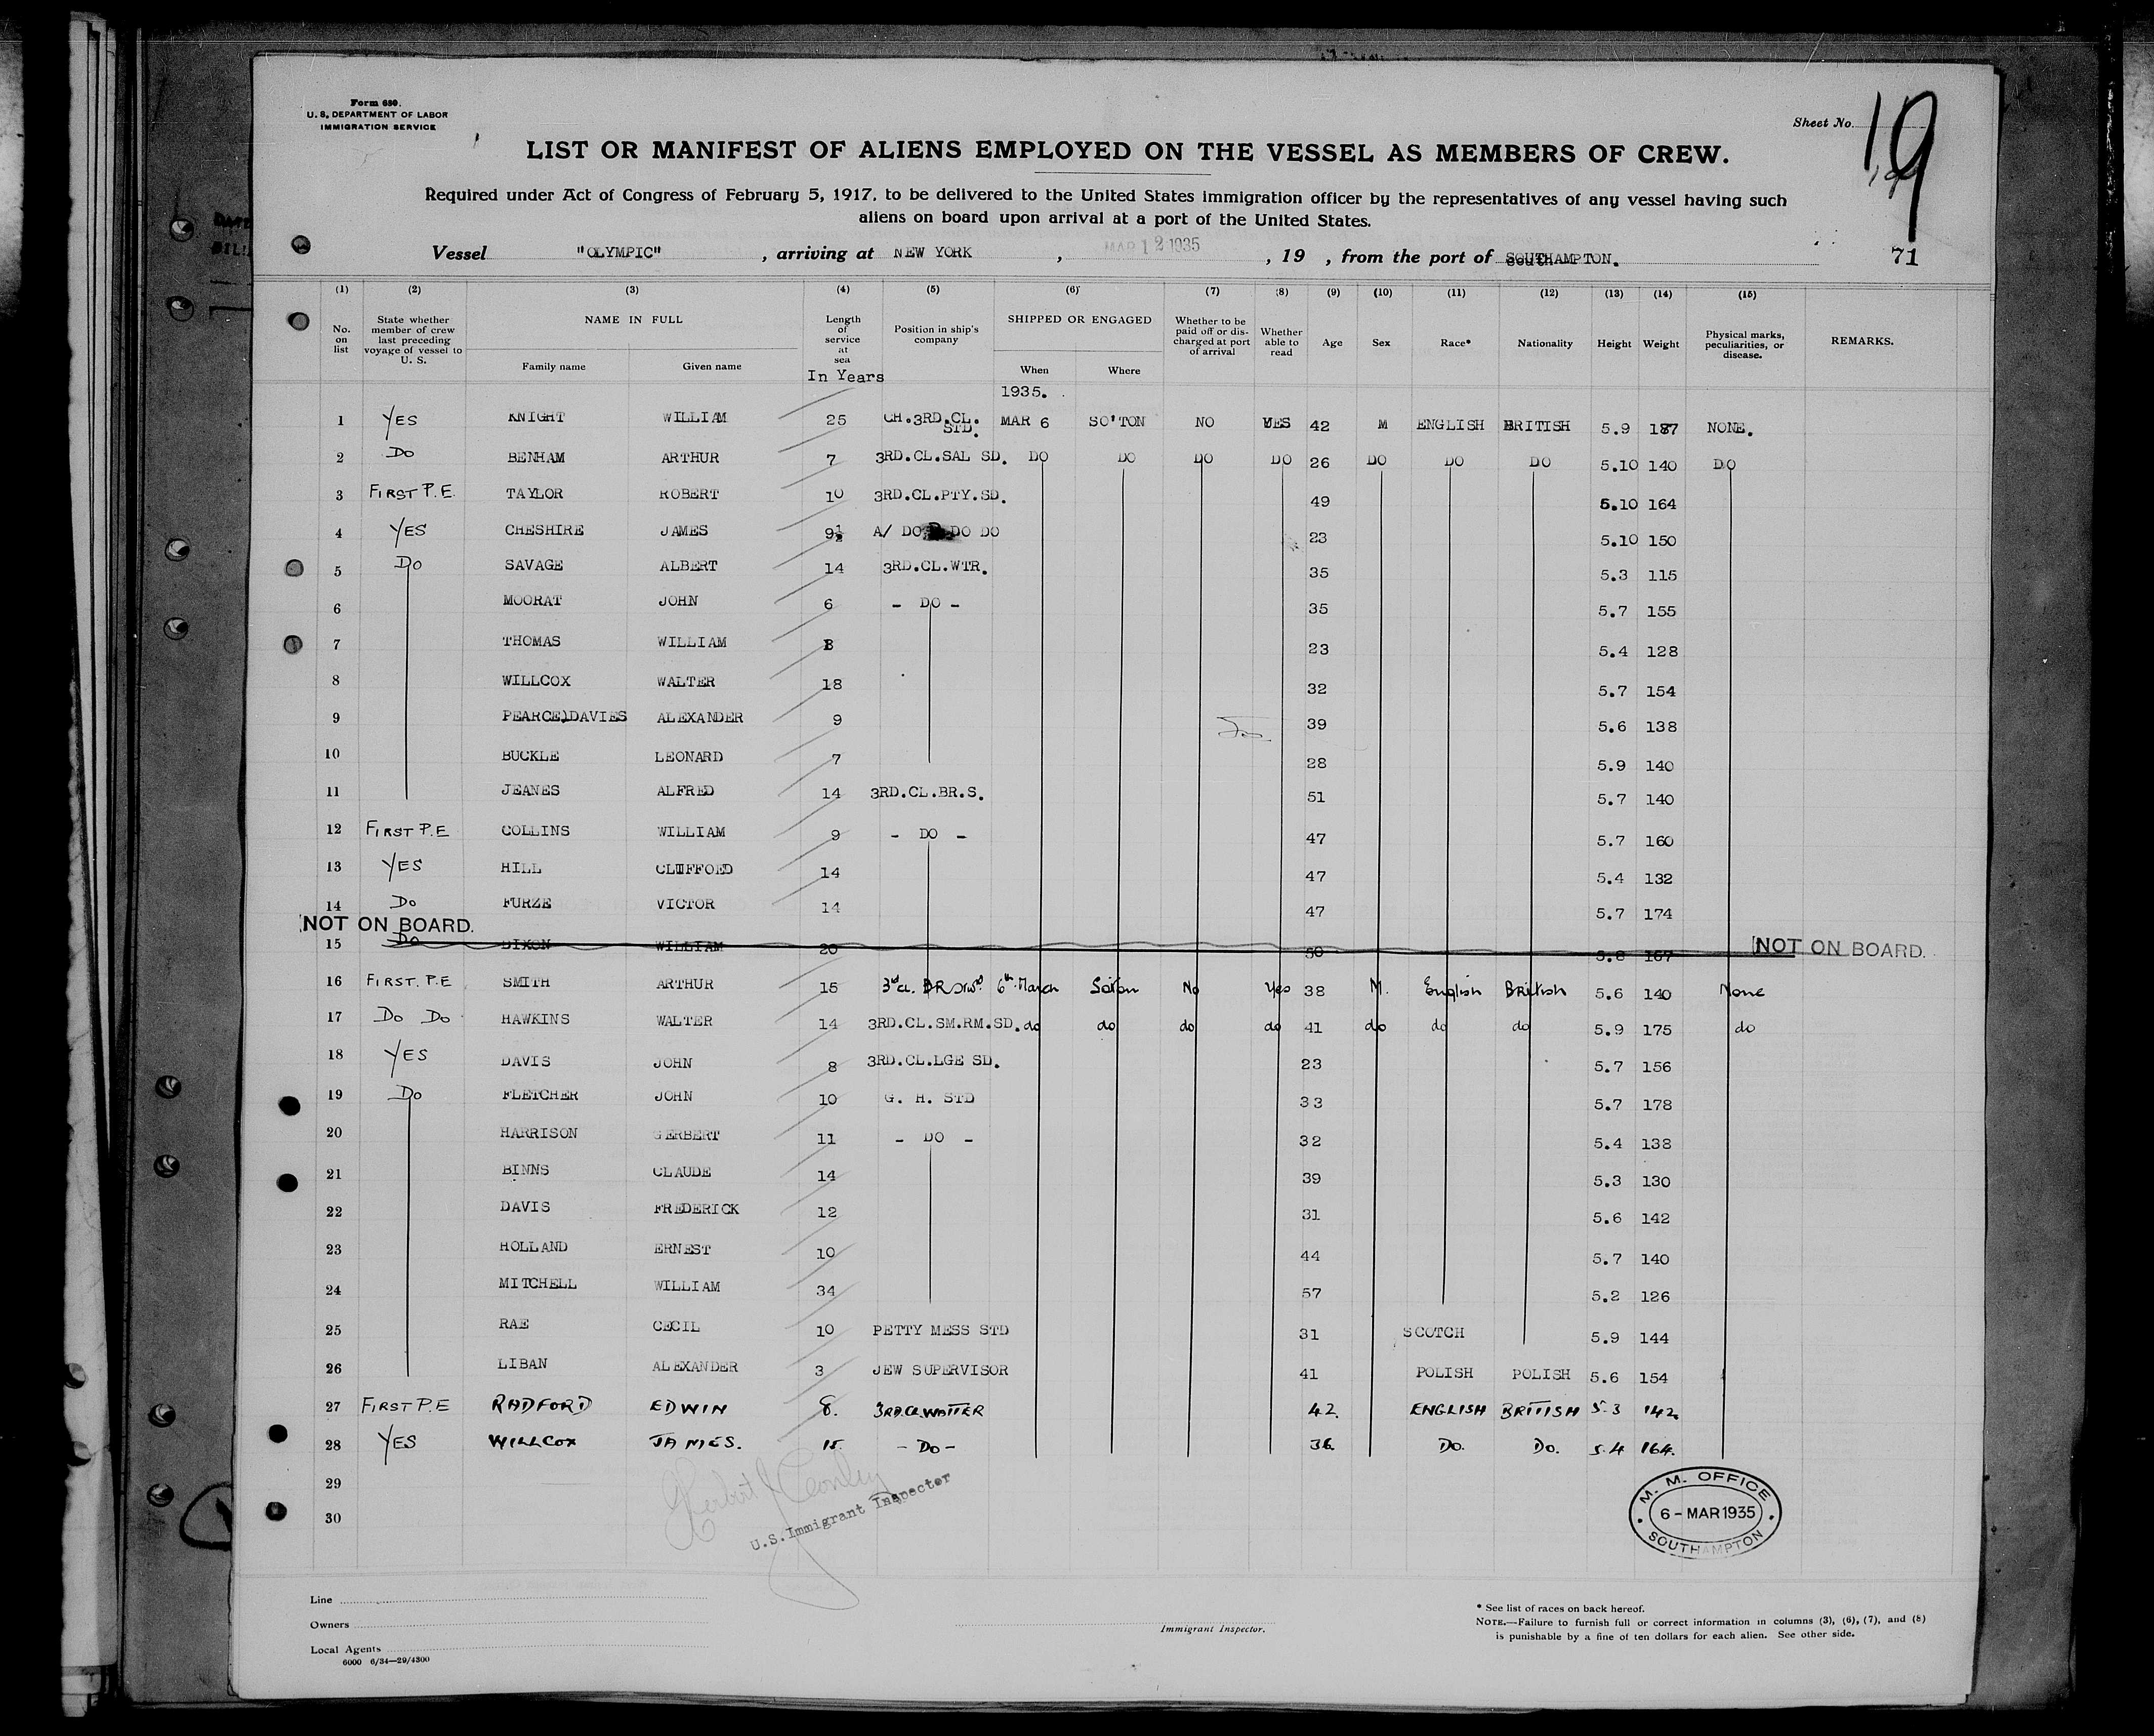 Form 680.
U. S. DEPARTMENT OF LABOR
IMMIGRATION SERVICE
Sheet No.
19
LIST OR MANIFEST OF ALIENS EMPLOYED ON THE VESSEL AS MEMBERS OF CREW.
Required under Act of Congress of February 5, 1917, to be delivered to the United States immigration officer by the representatives of any vessel having such
aliens on board upon arrival at a port of the United States.
Vessel "OLYMPIC" , arriving at NEW YORK , MAR 12 1935 , 19 , from the port of SOUTHAMPTON. 71
(1) (2) (3) (4) (5) (6) (7) (8) (9) (10) (11) (12) (13) (14) (15)
No. on list State whether member of crew last preceding voyage of vessel to U. S. NAME IN FULL Family name Given name Length of service at sea In Years Position in ship's company SHIPPED OR ENGAGED When Where Whether to be paid off or discharged at port of arrival Whether able to read Age Sex Race* Nationality Height Weight Physical marks, peculiarities, or disease. REMARKS.
1935.
1 YES KNIGHT WILLIAM 25 CH.3RD.CL. STD. MAR 6 SO'TON NO YES 42 M ENGLISH BRITISH 5.9 187 NONE.
2 Do BENHAM ARTHUR 7 3RD.CL.SAL SD. DO DO DO DO 26 DO DO DO 5.10 140 DO
3 FIRST P.E. TAYLOR ROBERT 10 3RD.CL.PTY.SD. 49 5.10 164
4 YES CHESHIRE JAMES 9½ A/ DO DO DO 23 5.10 150
5 Do SAVAGE ALBERT 14 3RD.CL.WTR. 35 5.3 115
6 MOORAT JOHN 6 - DO - 35 5.7 155
7 THOMAS WILLIAM 23 5.4 128
8 WILLCOX WALTER 18 32 5.7 154
9 PEARCE)DAVIES ALEXANDER 9 39 5.6 138
10 BUCKLE LEONARD 7 28 5.9 140
11 JEANES ALFRED 14 3RD.CL.BR.S. 51 5.7 140
12 FIRST P.E COLLINS WILLIAM 9 - DO - 47 5.7 160
13 YES HILL CLIFFOED 14 47 5.4 132
14 Do FURZE VICTOR 14 47 5.7 174
NOT ON BOARD.
15 Do DIXON WILLIAM 20 50 5.8 167 NOT ON BOARD.
16 FIRST. P.E SMITH ARTHUR 15 3rd cl. BR Stwd. 6th March Soton No Yes 38 M. English British 5.6 140 None
17 Do Do HAWKINS WALTER 14 3RD.CL.SM.RM.SD. do do do do 41 do do do 5.9 175 do
18 YES DAVIS JOHN 8 3RD.CL.LGE SD. 23 5.7 156
19 Do FLETCHER JOHN 10 G. H. STD 33 5.7 178
20 HARRISON GERBERT 11 - DO - 32 5.4 138
21 BINNS CLAUDE 14 39 5.3 130
22 DAVIS FREDERICK 12 31 5.6 142
23 HOLLAND ERNEST 10 44 5.7 140
24 MITCHELL WILLIAM 34 57 5.2 126
25 RAE CECIL 10 PETTY MESS STD 31 SCOTCH 5.9 144
26 LIBAN ALEXANDER 3 JEW SUPERVISOR 41 POLISH POLISH 5.6 154
27 FIRST P.E RADFORD EDWIN 8. 3RD.CL.WAITER 42. ENGLISH BRITISH 5.3 142.
28 YES WILLCOX JAMES. 15. - Do - 36. Do. Do. 5.4 164.
29
30
U.S. Immigrant Inspector
M. M. OFFICE
6 - MAR 1935
SOUTHAMPTON
Line
Owners
Local Agents
6000 6/34—29/4300
Immigrant Inspector.
* See list of races on back hereof.
NOTE.—Failure to furnish full or correct information in columns (3), (6), (7), and (8)
is punishable by a fine of ten dollars for each alien. See other side.